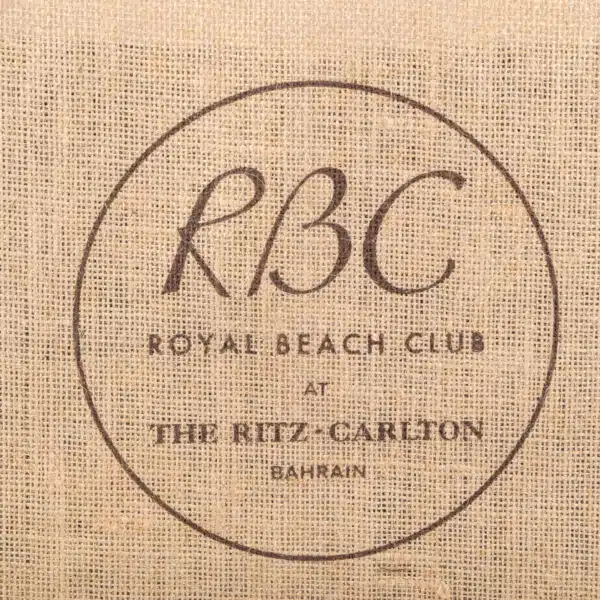 RBC
ROYAL BEACH CLUB
AT
THE RITZ-CARLTON
BAHRAIN